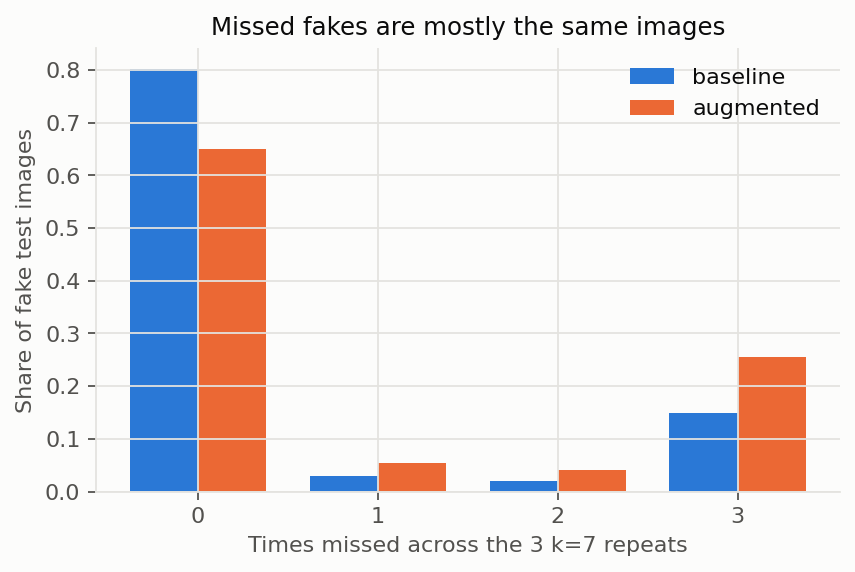 Missed fakes are mostly the same images
baseline
augmented
Share of fake test images
0.8
0.7
0.6
0.5
0.4
0.3
0.2
0.1
0.0
0 1 2 3
Times missed across the 3 k=7 repeats